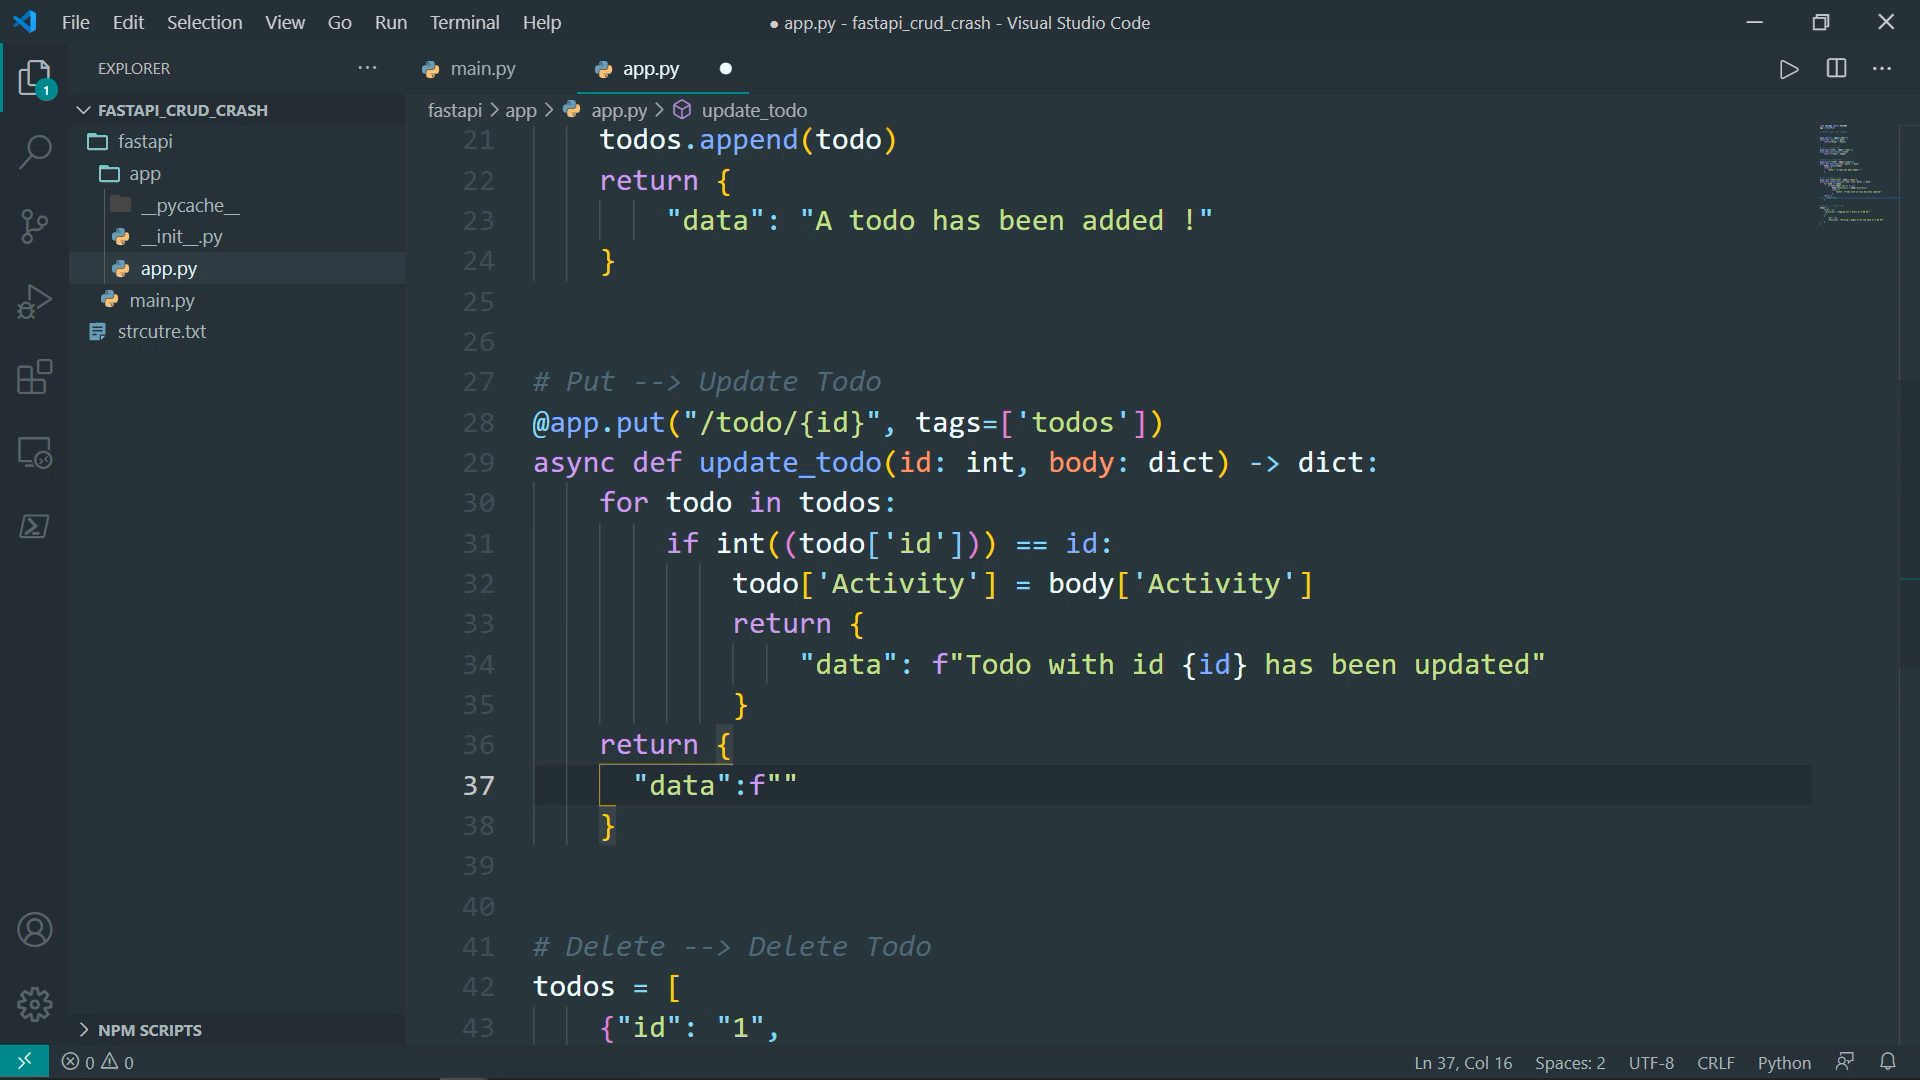 File Edit Selection View Go Run Terminal Help
● app.py - fastapi_crud_crash - Visual Studio Code
EXPLORER
main.py
app.py
1
FASTAPI_CRUD_CRASH
fastapi
app
__pycache__
__init__.py
app.py
main.py
strcutre.txt
NPM SCRIPTS
fastapi > app > app.py > update_todo
21 todos.append(todo)
22 return {
23 "data": "A todo has been added !"
24 }
25
26
27 # Put --> Update Todo
28 @app.put("/todo/{id}", tags=['todos'])
29 async def update_todo(id: int, body: dict) -> dict:
30 for todo in todos:
31 if int((todo['id'])) == id:
32 todo['Activity'] = body['Activity']
33 return {
34 "data": f"Todo with id {id} has been updated"
35 }
36 return {
37 "data":f""
38 }
39
40
41 # Delete --> Delete Todo
42 todos = [
43 {"id": "1",
0 0
Ln 37, Col 16 Spaces: 2 UTF-8 CRLF Python